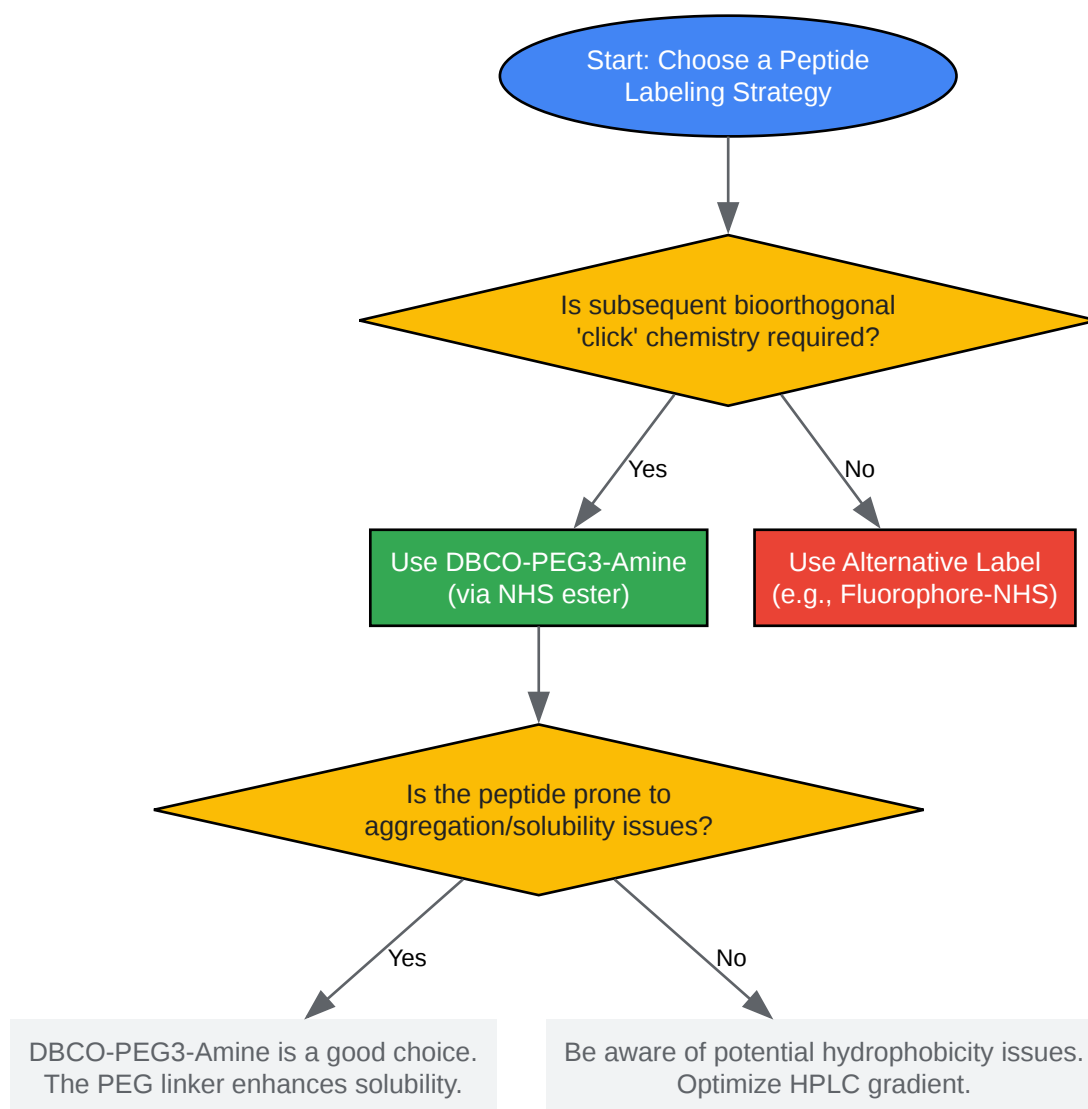 Start: Choose a Peptide
Labeling Strategy
Is subsequent bioorthogonal
'click' chemistry required?
Yes
No
Use DBCO-PEG3-Amine
(via NHS ester)
Use Alternative Label
(e.g., Fluorophore-NHS)
Is the peptide prone to
aggregation/solubility issues?
Yes
No
DBCO-PEG3-Amine is a good choice.
The PEG linker enhances solubility.
Be aware of potential hydrophobicity issues.
Optimize HPLC gradient.